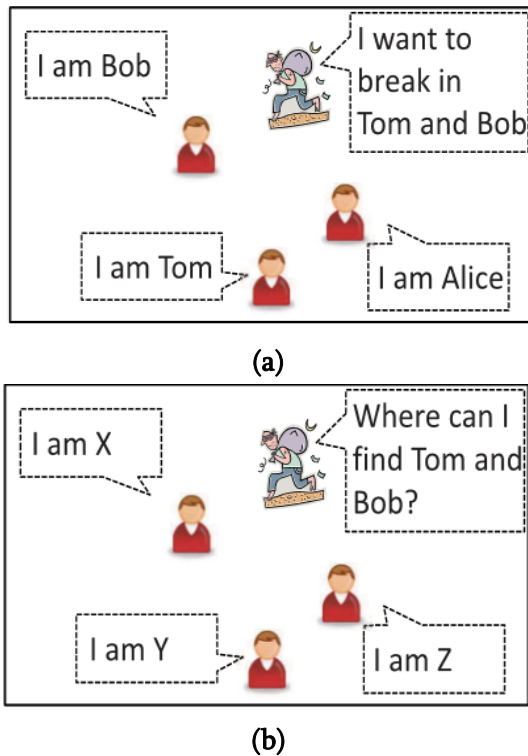 I am Bob
I want to
break in
Tom and Bob
I am Tom
I am Alice
(a)
I am X
Where can I
find Tom and
Bob?
I am Y
I am Z
(b)